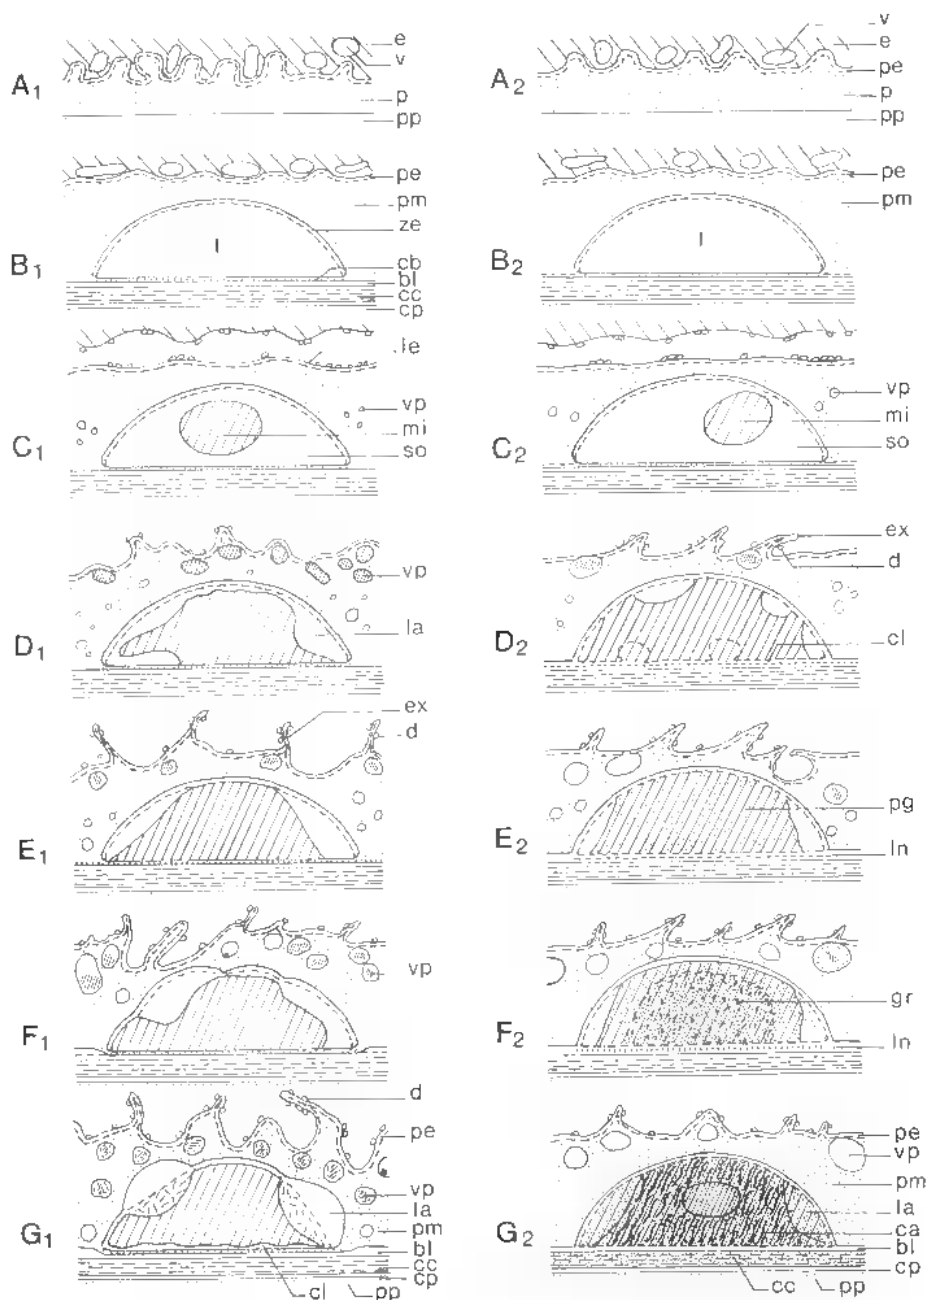 A1 e v p pp
A2 v e pe p pp
B1 pe pm ze l cb bl cc cp
B2 pe pm l
C1 le vp mi so
C2 vp mi so
D1 vp la
D2 ex d cl
E1 ex d
E2 pg ln
F1 vp
F2 gr ln
G1 d pe vp la pm bl cc cp cl pp
G2 pe vp pm la ca bl cp cc pp